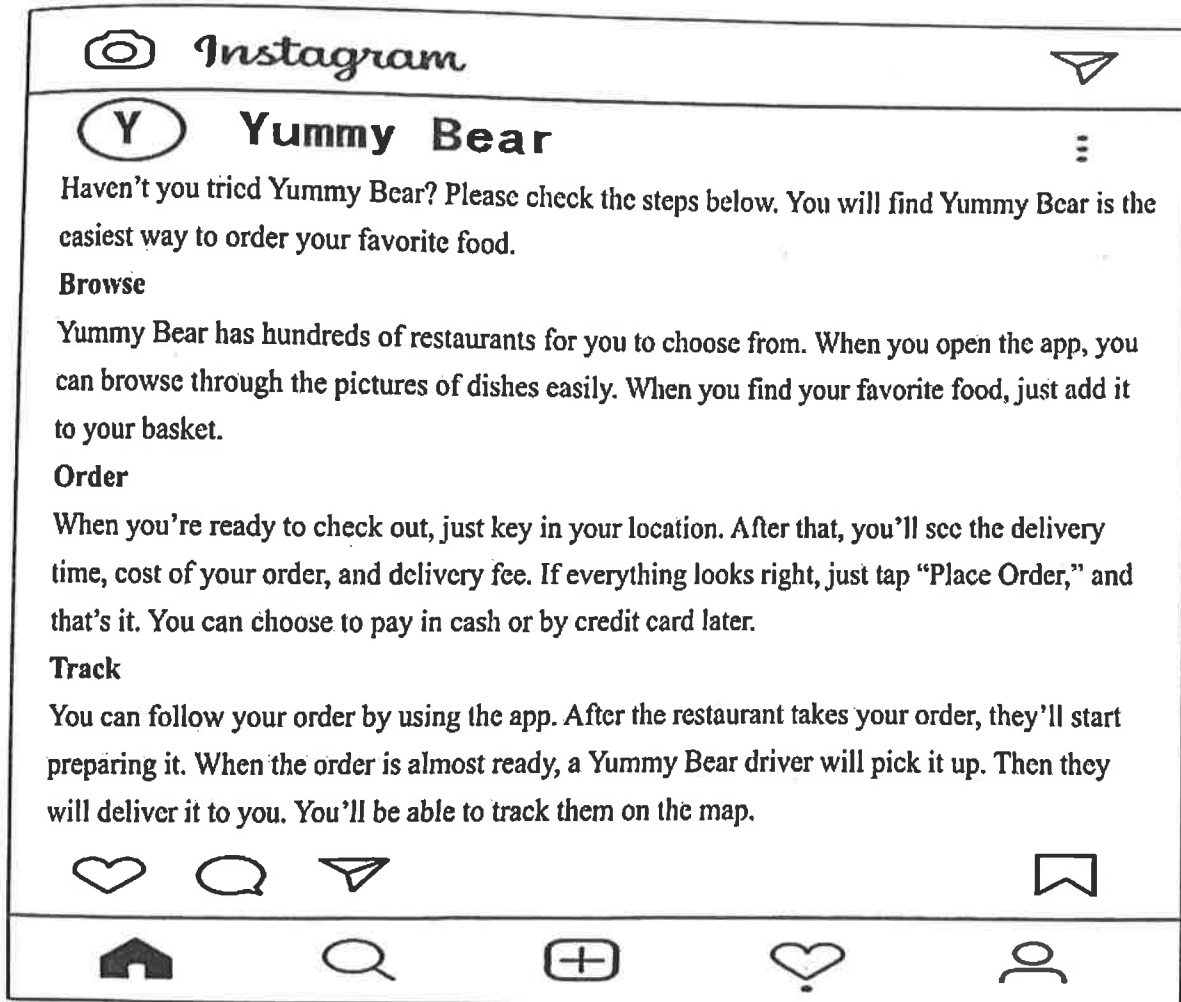 Instagram
Y Yummy Bear
Haven't you tried Yummy Bear? Please check the steps below. You will find Yummy Bear is the
easiest way to order your favorite food.
Browse
Yummy Bear has hundreds of restaurants for you to choose from. When you open the app, you
can browse through the pictures of dishes easily. When you find your favorite food, just add it
to your basket.
Order
When you're ready to check out, just key in your location. After that, you'll see the delivery
time, cost of your order, and delivery fee. If everything looks right, just tap “Place Order,” and
that's it. You can choose to pay in cash or by credit card later.
Track
You can follow your order by using the app. After the restaurant takes your order, they'll start
preparing it. When the order is almost ready, a Yummy Bear driver will pick it up. Then they
will deliver it to you. You'll be able to track them on the map.